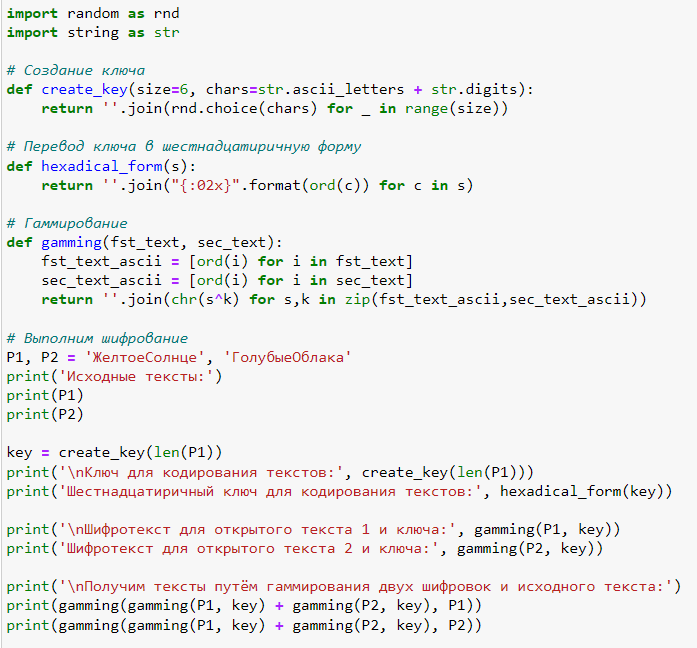 import random as rnd
import string as str
# Создание ключа
def create_key(size=6, chars=str.ascii_letters + str.digits):
    return ''.join(rnd.choice(chars) for _ in range(size))
# Перевод ключа в шестнадцатиричную форму
def hexadical_form(s):
    return ''.join("{:02x}".format(ord(c)) for c in s)
# Гаммирование
def gamming(fst_text, sec_text):
    fst_text_ascii = [ord(i) for i in fst_text]
    sec_text_ascii = [ord(i) for i in sec_text]
    return ''.join(chr(s^k) for s,k in zip(fst_text_ascii,sec_text_ascii))
# Выполним шифрование
P1, P2 = 'ЖелтоеСолнце', 'ГолубыеОблака'
print('Исходные тексты:')
print(P1)
print(P2)
key = create_key(len(P1))
print('\nКлюч для кодирования текстов:', create_key(len(P1)))
print('Шестнадцатиричный ключ для кодирования текстов:', hexadical_form(key))
print('\nШифротекст для открытого текста 1 и ключа:', gamming(P1, key))
print('Шифротекст для открытого текста 2 и ключа:', gamming(P2, key))
print('\nПолучим тексты путём гаммирования двух шифровок и исходного текста:')
print(gamming(gamming(P1, key) + gamming(P2, key), P1))
print(gamming(gamming(P1, key) + gamming(P2, key), P2))